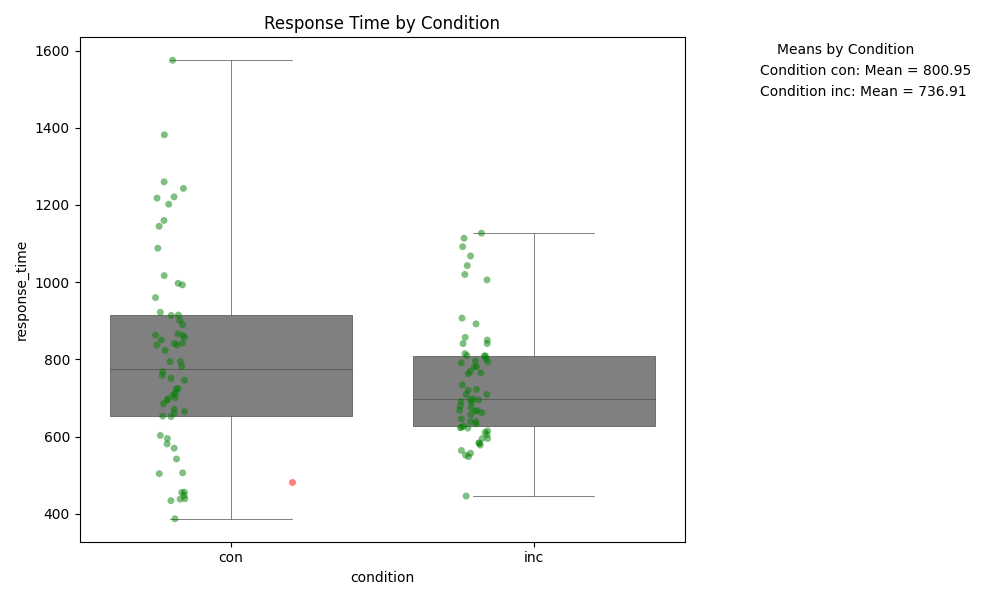 Response Time by Condition
Means by Condition
Condition con: Mean = 800.95
Condition inc: Mean = 736.91
1600
1400
1200
1000
800
600
400
response_time
con
inc
condition